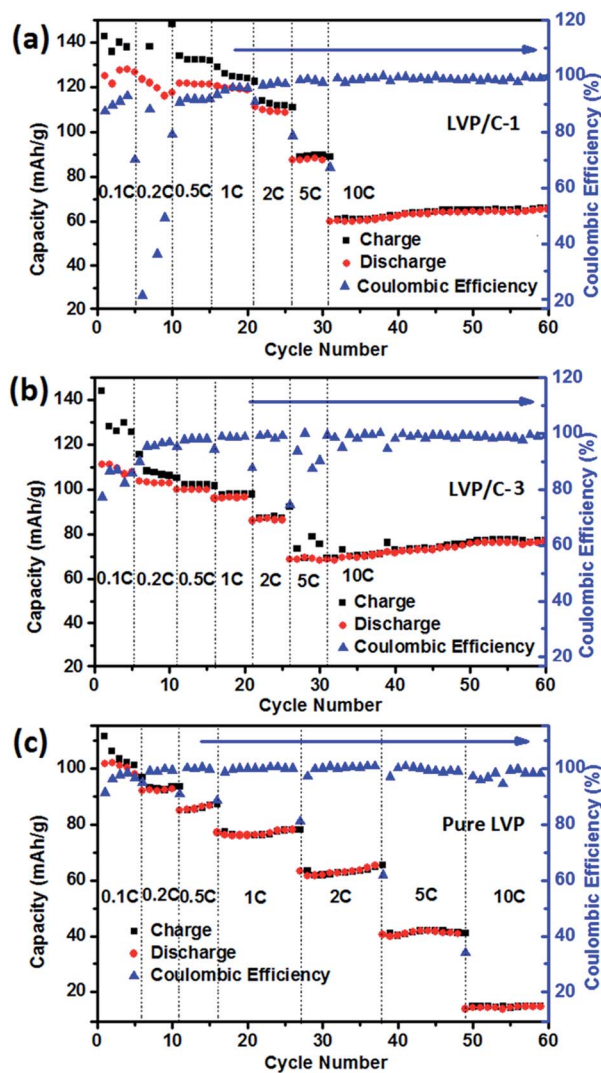 (a)
140
120
100
80
60
40
20
Capacity (mAh/g)
0.1C 0.2C 0.5C 1C 2C 5C 10C
LVP/C-1
Charge
Discharge
Coulombic Efficiency
120
100
80
60
40
20
Coulombic Efficiency (%)
0 10 20 30 40 50 60
Cycle Number
(b)
140
120
100
80
60
40
20
Capacity (mAh/g)
LVP/C-3
0.1C 0.2C 0.5C 1C 2C 5C 10C
Charge
Discharge
Coulombic Efficiency
120
100
80
60
40
20
Coulombic Efficiency (%)
0 10 20 30 40 50 60
Cycle Number
(c)
100
80
60
40
20
Capacity (mAh/g)
Pure LVP
0.1C 0.2C 0.5C 1C 2C 5C 10C
Charge
Discharge
Coulombic Efficiency
120
100
80
60
40
20
Coulombic Efficiency (%)
0 10 20 30 40 50 60
Cycle Number